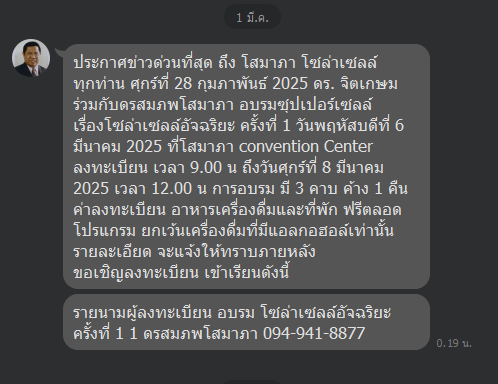 1 มี.ค.
ประกาศข่าวด่วนที่สุด ถึง โสมาภา โซล่าเซลล์
ทุกท่าน ศุกร์ที่ 28 กุมภาพันธ์ 2025 ดร. จิตเกษม
ร่วมกับดรสมภพโสมาภา อบรมซุปเปอร์เซลล์
เรื่องโซล่าเซลล์อัจฉริยะ ครั้งที่ 1 วันพฤหัสบดีที่ 6
มีนาคม 2025 ที่โสมาภา convention Center
ลงทะเบียน เวลา 9.00 น ถึงวันศุกร์ที่ 8 มีนาคม
2025 เวลา 12.00 น การอบรม มี 3 คาบ ค้าง 1 คืน
ค่าลงทะเบียน อาหารเครื่องดื่มและที่พัก ฟรีตลอด
โปรแกรม ยกเว้นเครื่องดื่มที่มีแอลกอฮอล์เท่านั้น
รายละเอียด จะแจ้งให้ทราบภายหลัง
ขอเชิญลงทะเบียน เข้าเรียนดังนี้
รายนามผู้ลงทะเบียน อบรม โซล่าเซลล์อัจฉริยะ
ครั้งที่ 1 1 ดรสมภพโสมาภา 094-941-8877
0.19 น.